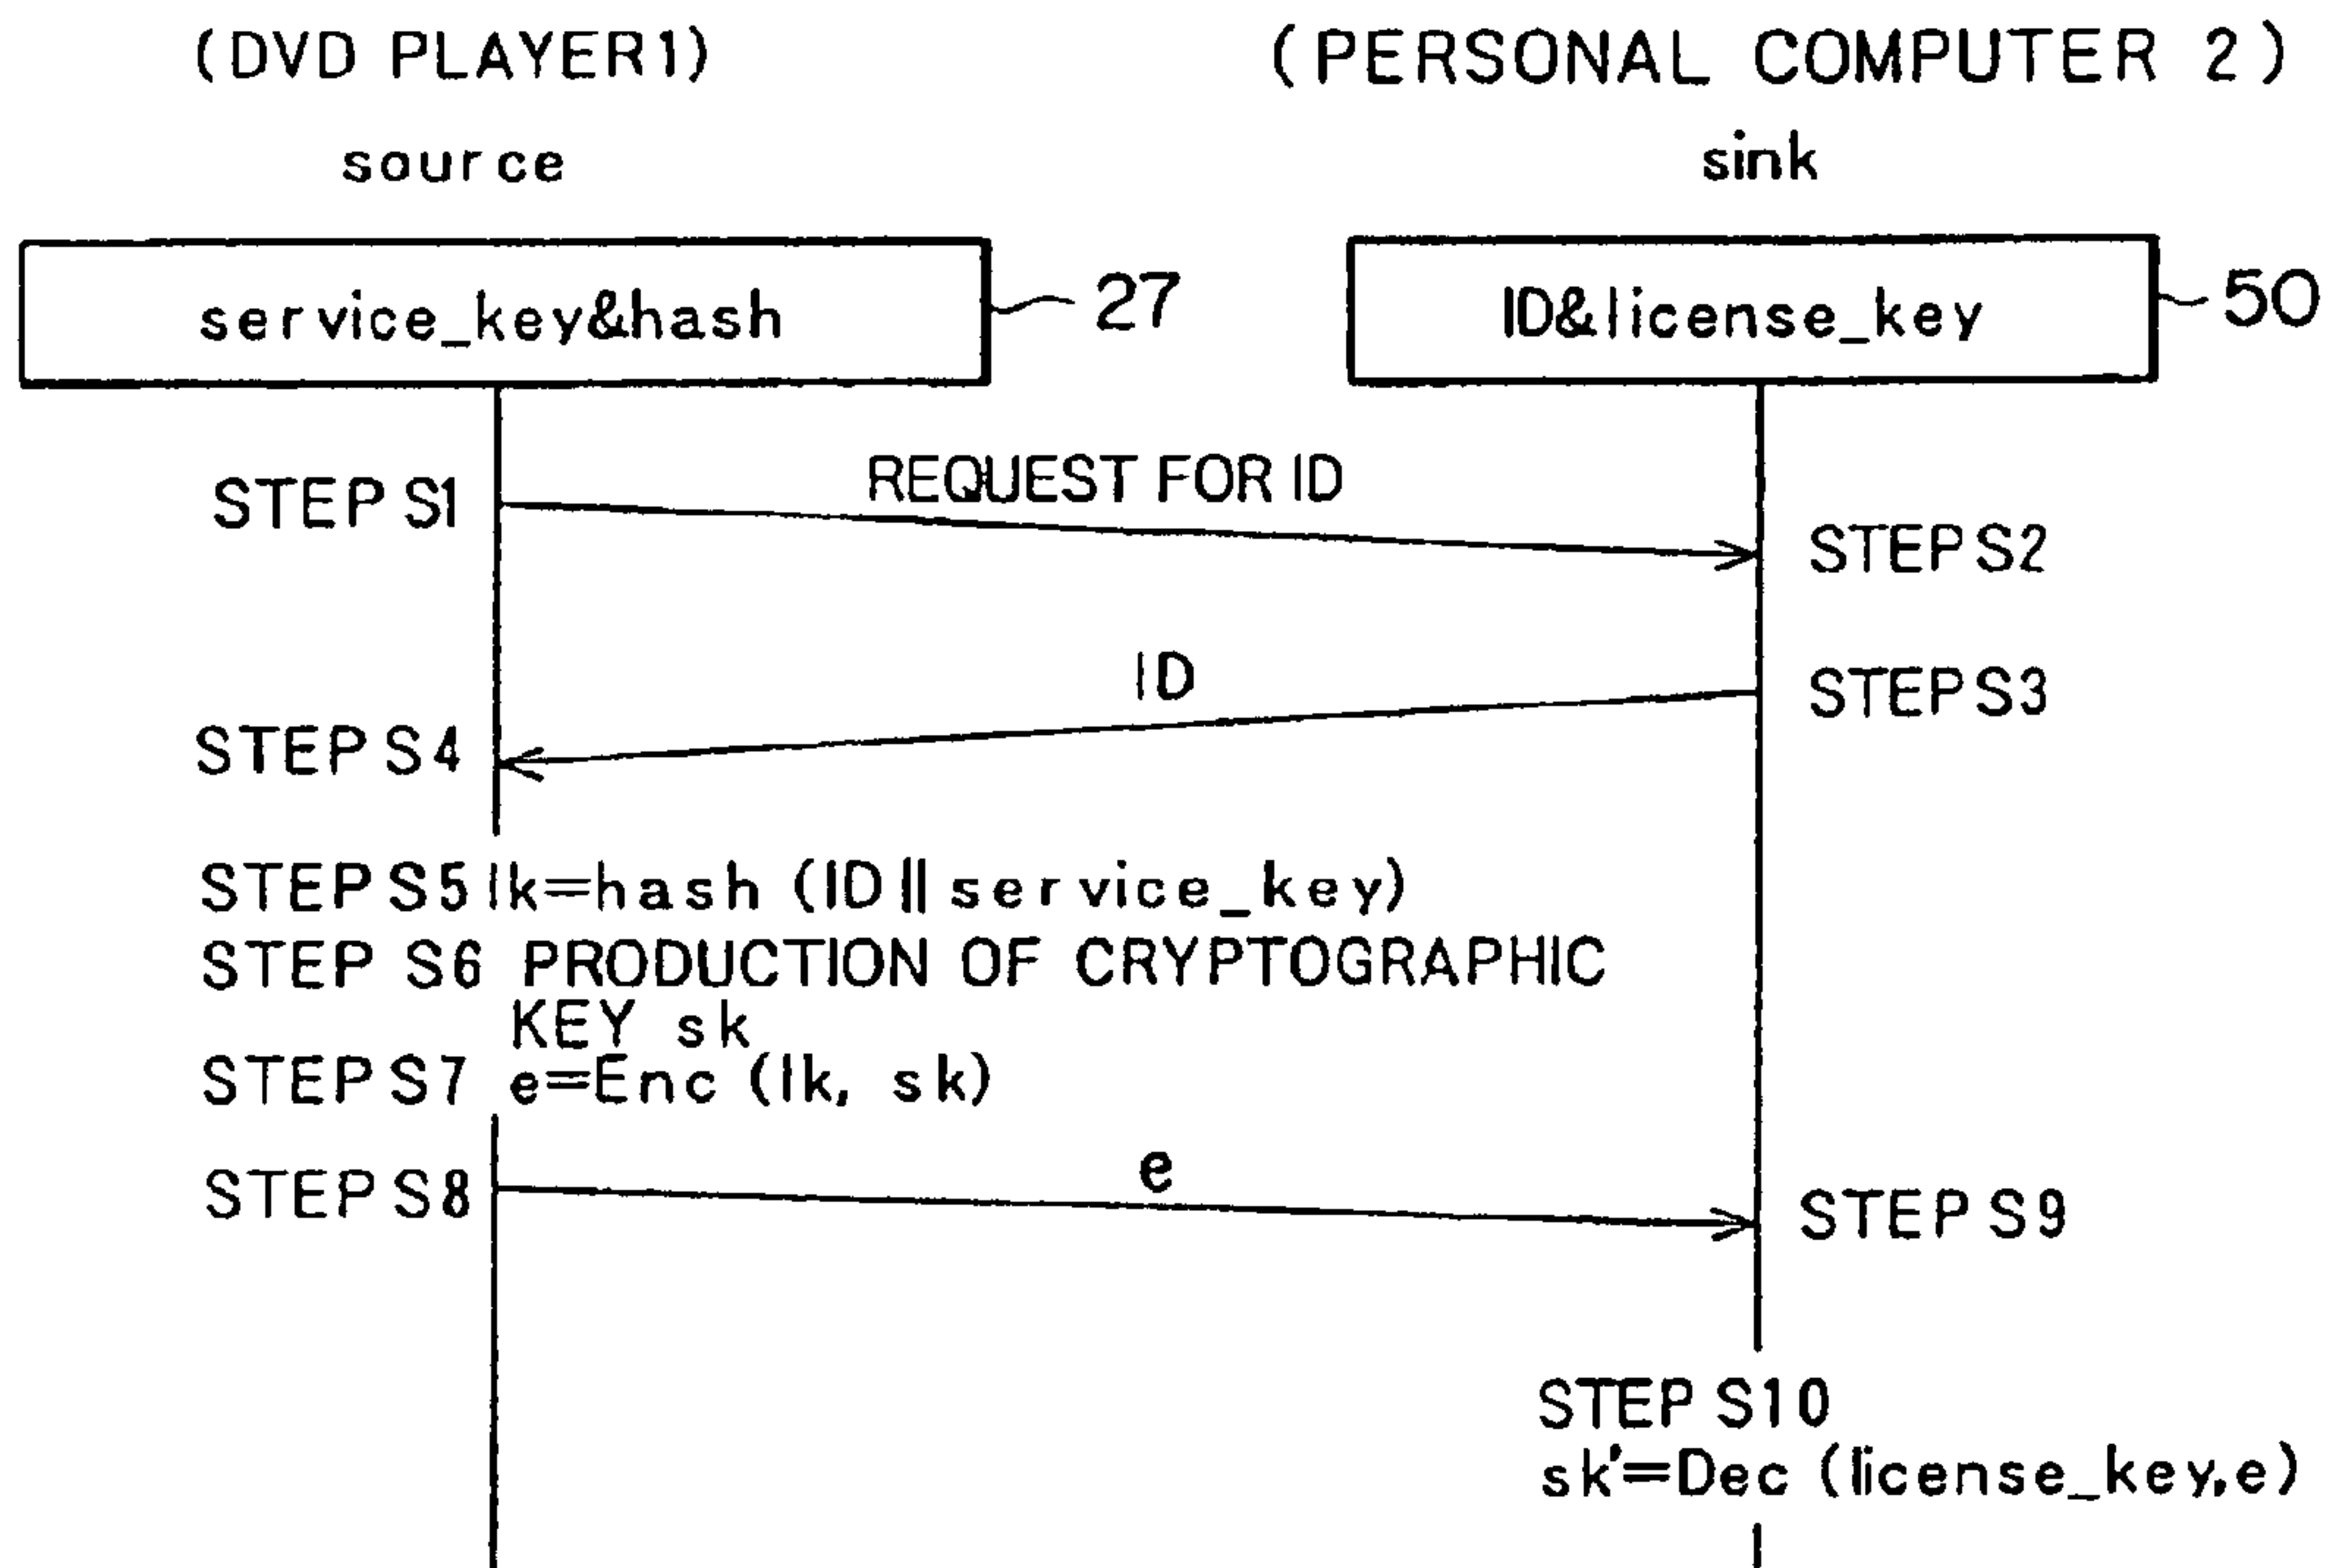 (DVD PLAYER1)
(PERSONAL COMPUTER 2)
source
sink
service_key&hash
27
ID&license_key
50
STEP S1
REQUEST FOR ID
STEP S2
ID
STEP S3
STEP S4
STEP S5 lk=hash (ID || service_key)
STEP S6 PRODUCTION OF CRYPTOGRAPHIC
KEY sk
STEP S7 e=Enc (lk, sk)
STEP S8
e
STEP S9
STEP S10
sk'=Dec (license_key,e)